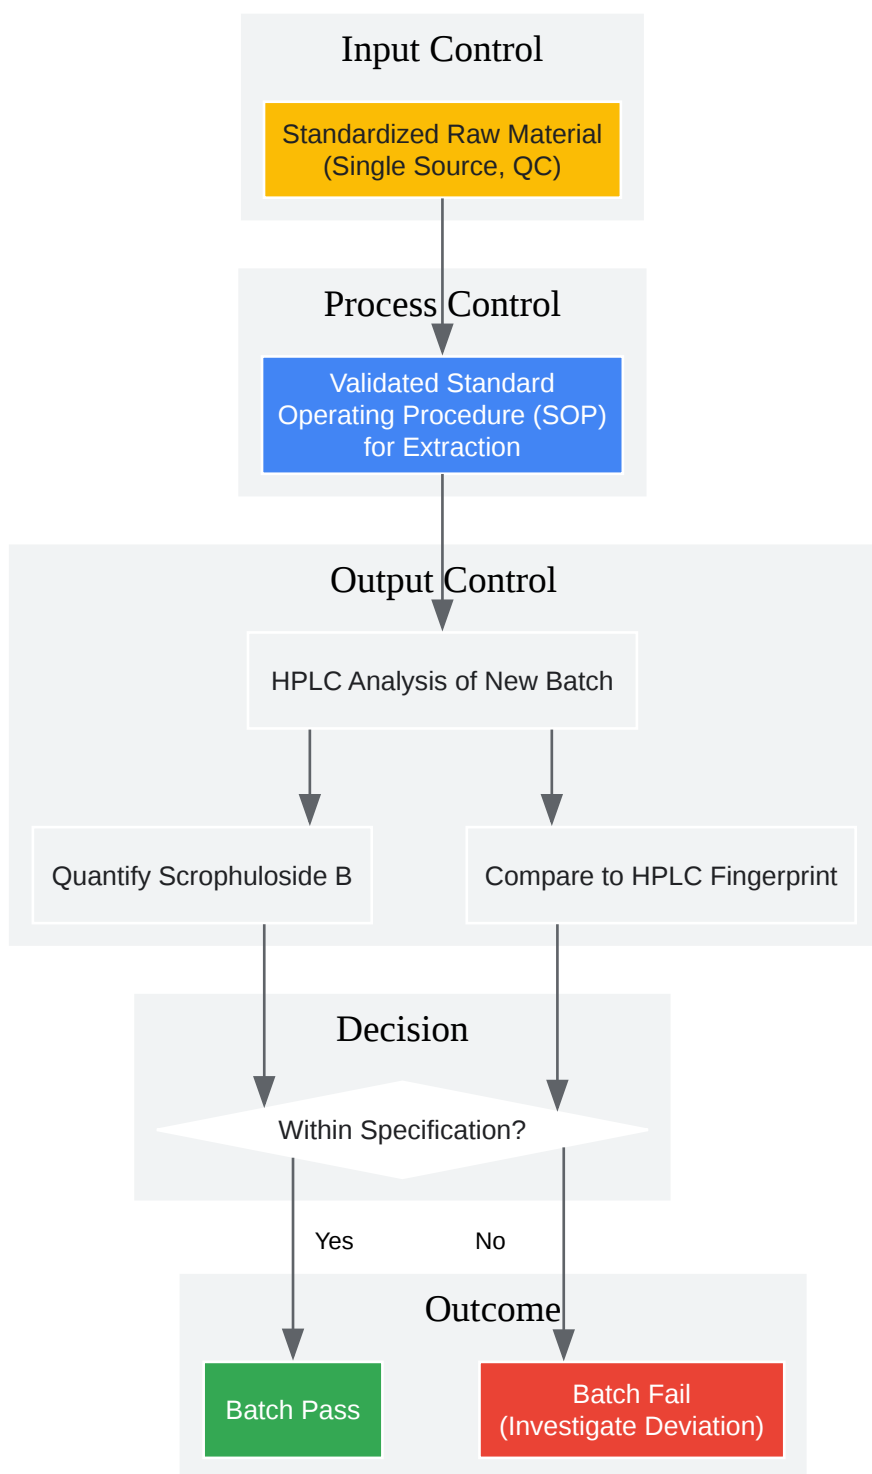 Input Control
Standardized Raw Material
(Single Source, QC)
Process Control
Validated Standard
Operating Procedure (SOP)
for Extraction
Output Control
HPLC Analysis of New Batch
Quantify Scrophuloside B
Compare to HPLC Fingerprint
Decision
Within Specification?
Yes
No
Outcome
Batch Pass
Batch Fail
(Investigate Deviation)